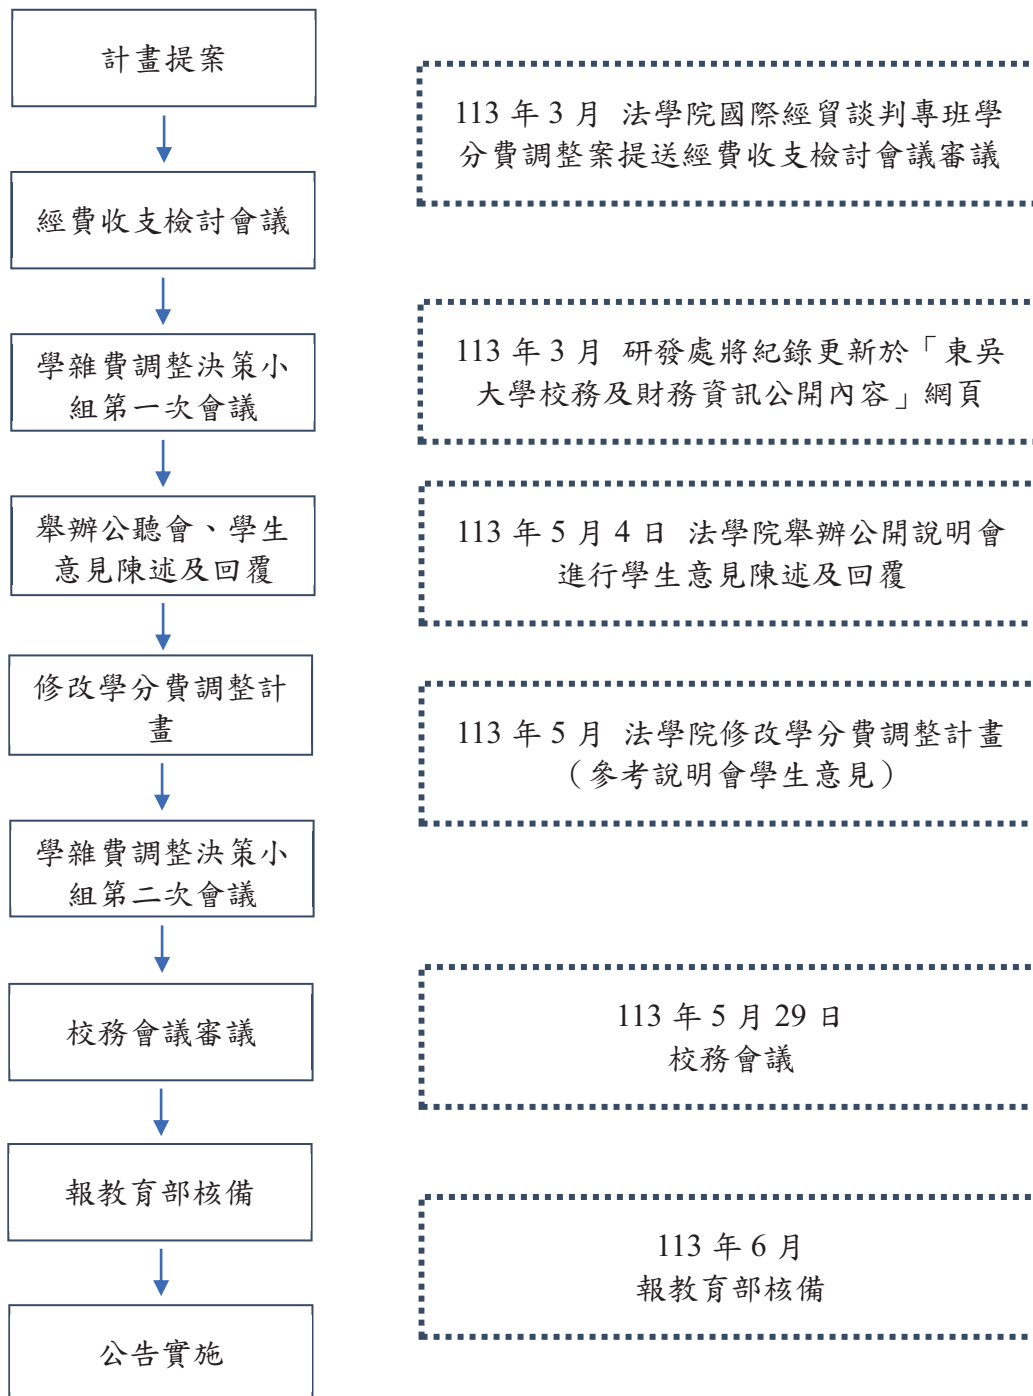 計畫提案
113 年 3 月 法學院國際經貿談判專班學
分費調整案提送經費收支檢討會議審議
經費收支檢討會議
學雜費調整決策小
組第一次會議
113 年 3 月 研發處將紀錄更新於「東吳
大學校務及財務資訊公開內容」網頁
舉辦公聽會、學生
意見陳述及回覆
113 年 5 月 4 日 法學院舉辦公開說明會
進行學生意見陳述及回覆
修改學分費調整計
畫
113 年 5 月 法學院修改學分費調整計畫
（參考說明會學生意見）
學雜費調整決策小
組第二次會議
校務會議審議
113 年 5 月 29 日
校務會議
報教育部核備
113 年 6 月
報教育部核備
公告實施